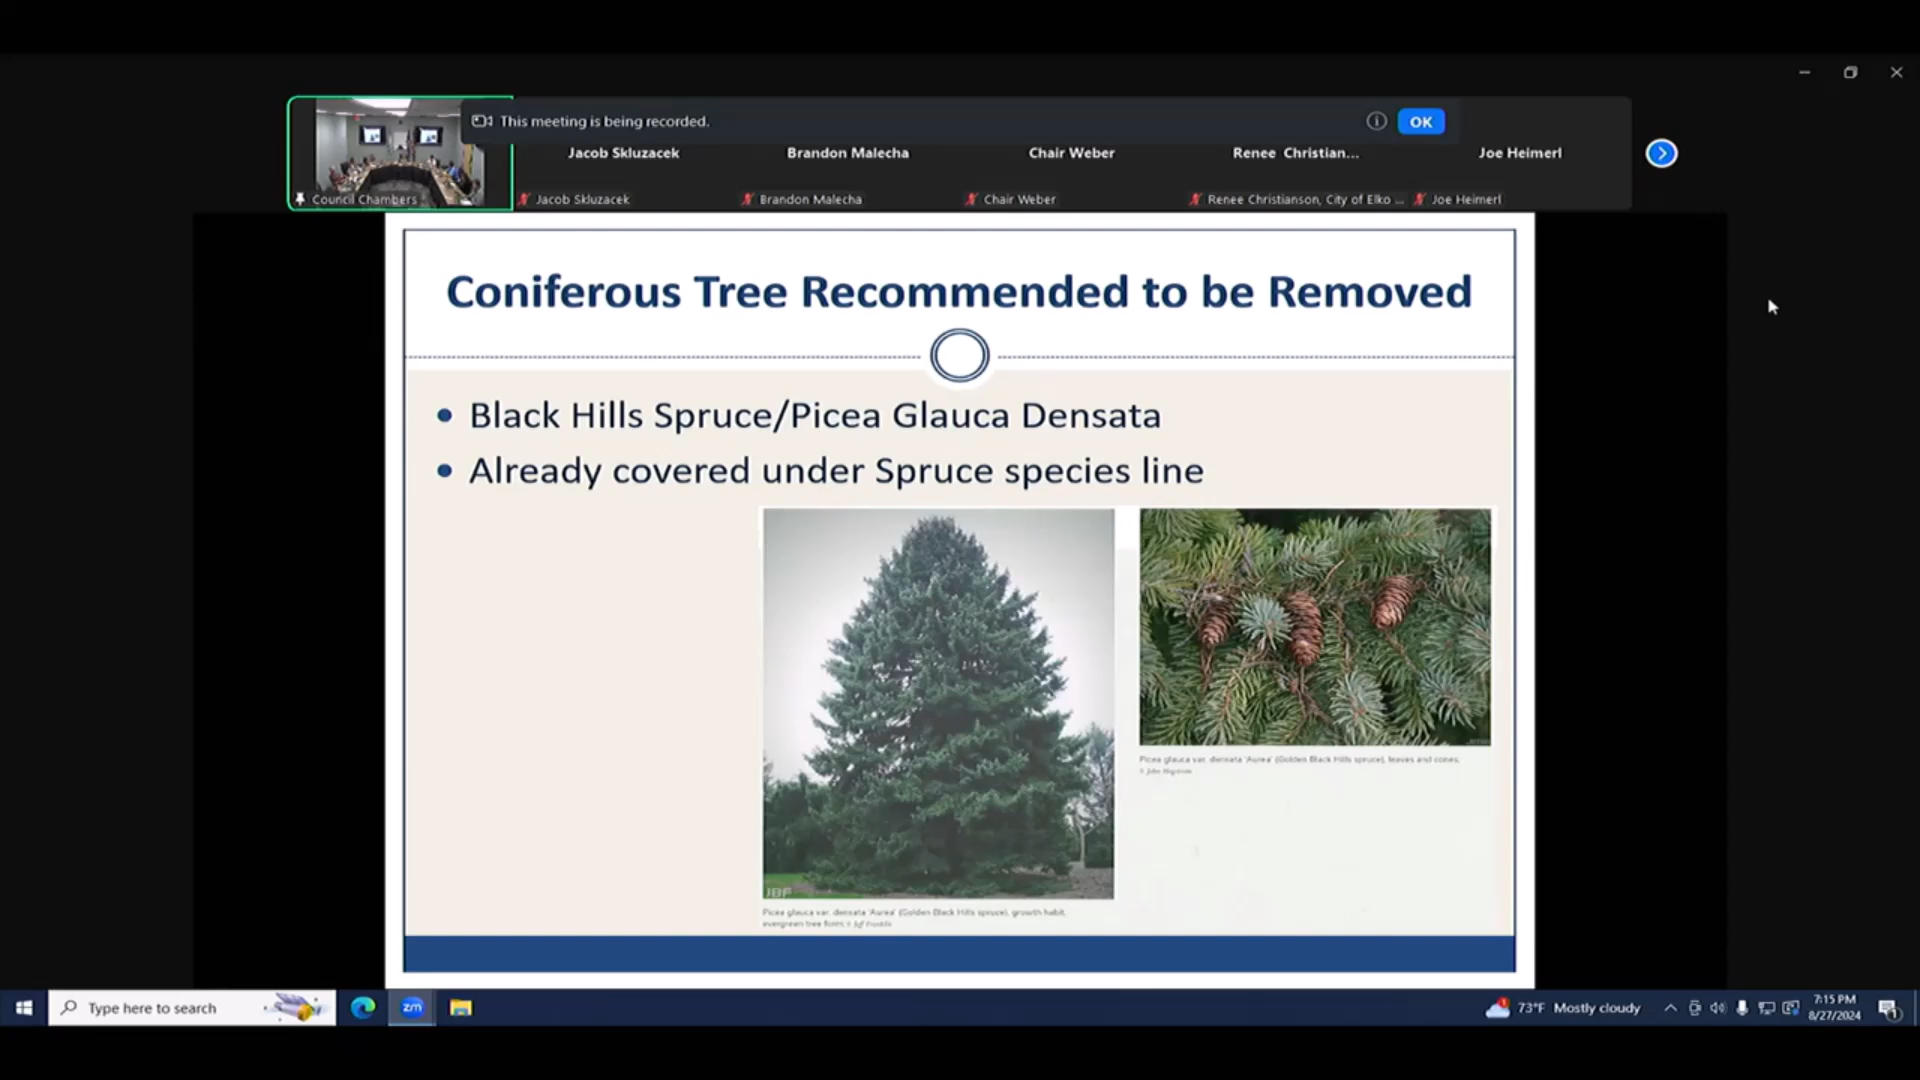 This meeting is being recorded.
OK
Jacob Skluzacek
Brandon Malecha
Chair Weber
Renee Christian...
Joe Heimerl
Council Chambers
Jacob Skluzacek
Brandon Malecha
Chair Weber
Renee Christianson, City of Elko ...
Joe Heimerl
Coniferous Tree Recommended to be Removed
• Black Hills Spruce/Picea Glauca Densata
• Already covered under Spruce species line
JBF
Picea glauca var. densata 'Aurea' (Golden Black Hills spruce), leaves and cones,
Picea glauca var. densata 'Aurea' (Golden Black Hills spruce), growth habit,
evergreen tree form,
Type here to search
zm
73°F Mostly cloudy
7:15 PM
8/27/2024
1